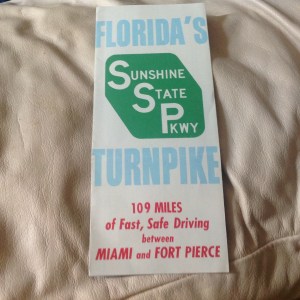 FLORIDA'S
SUNSHINE
STATE
PKWY
TURNPIKE
109 MILES
of Fast, Safe Driving
between
MIAMI and FORT PIERCE